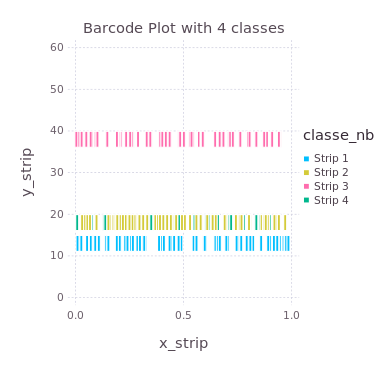 Barcode Plot with 4 classes
60
50
40
30
20
10
0
y_strip
0.0
0.5
1.0
x_strip
classe_nb
Strip 1
Strip 2
Strip 3
Strip 4